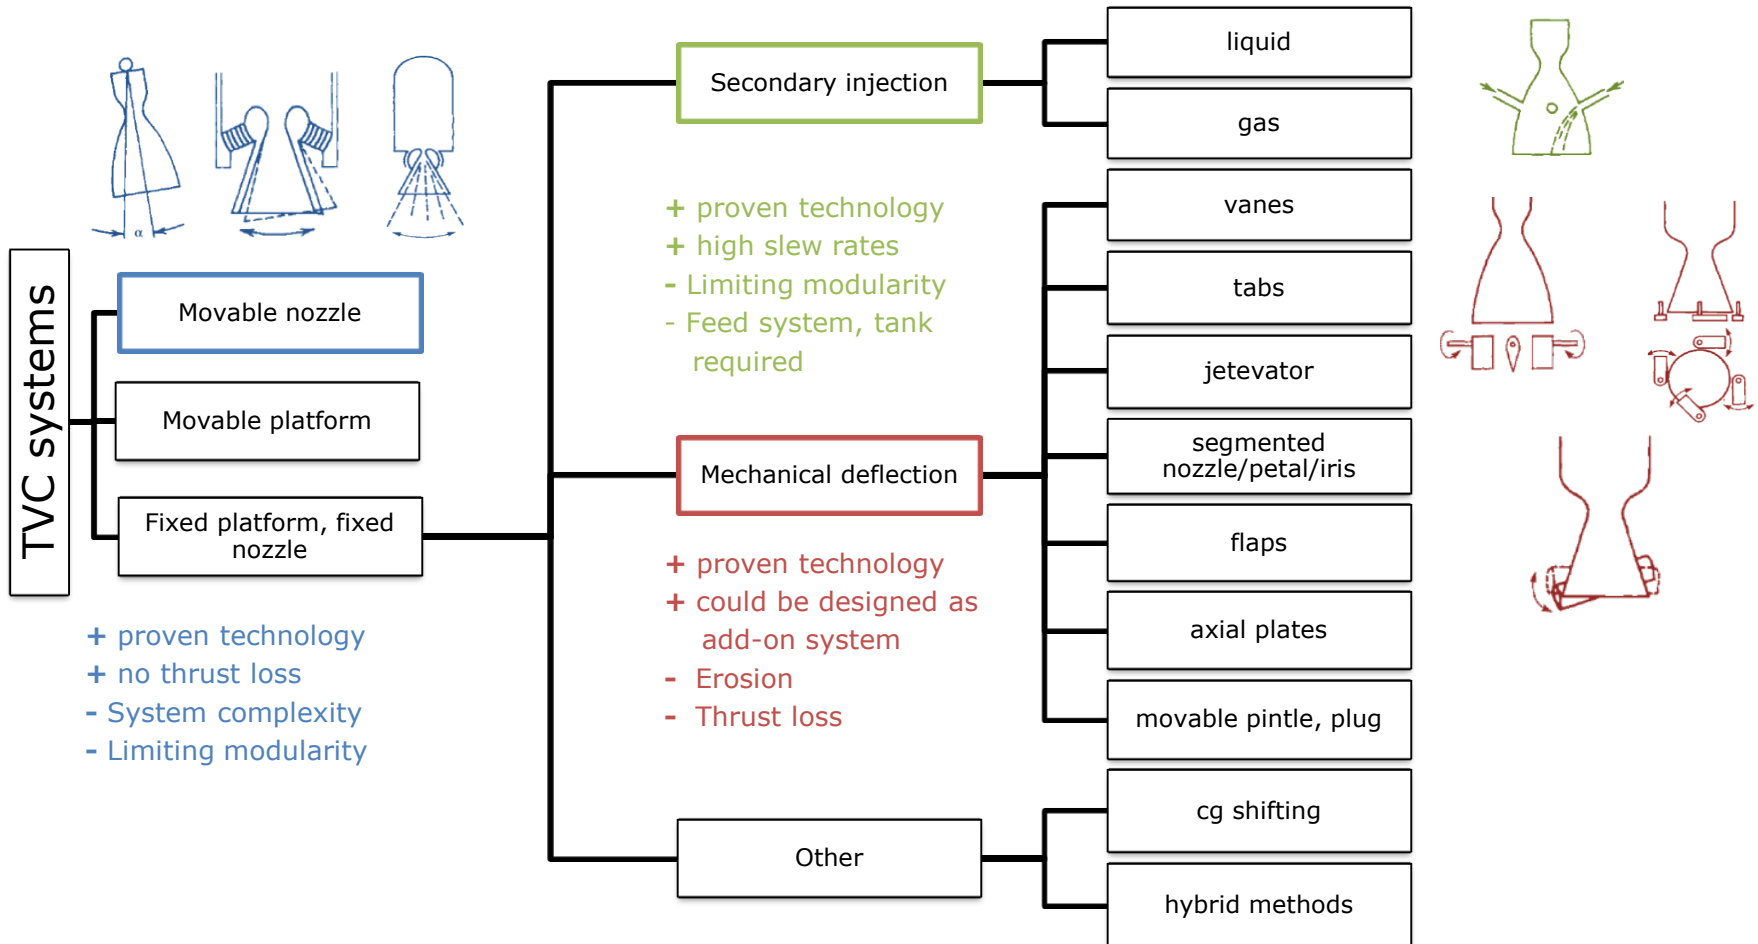 α
TVC systems
Movable nozzle
Movable platform
Fixed platform, fixed
nozzle
+ proven technology
+ no thrust loss
- System complexity
- Limiting modularity
Secondary injection
+ proven technology
+ high slew rates
- Limiting modularity
- Feed system, tank
required
Mechanical deflection
+ proven technology
+ could be designed as
add-on system
- Erosion
- Thrust loss
Other
liquid
gas
vanes
tabs
jetevator
segmented
nozzle/petal/iris
flaps
axial plates
movable pintle, plug
cg shifting
hybrid methods